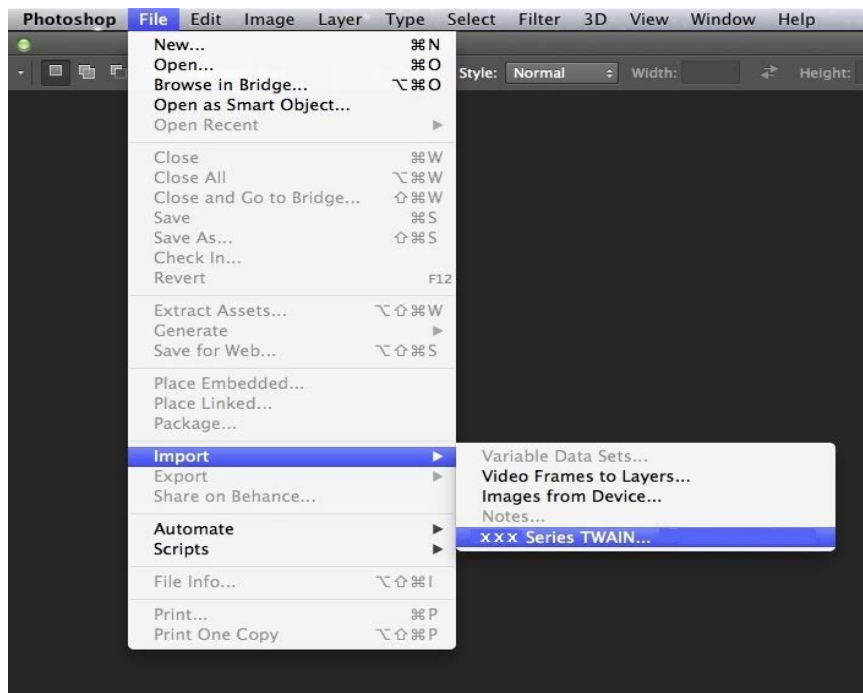 Photoshop File Edit Image Layer Type Select Filter 3D View Window Help
Style: Normal Width: Height:
New... ⌘N
Open... ⌘O
Browse in Bridge... ⌥⌘O
Open as Smart Object...
Open Recent ▶
Close ⌘W
Close All ⌥⌘W
Close and Go to Bridge... ⇧⌘W
Save ⌘S
Save As... ⇧⌘S
Check In...
Revert F12
Extract Assets... ⌥⇧⌘W
Generate ▶
Save for Web... ⌥⇧⌘S
Place Embedded...
Place Linked...
Package...
Import ▶
Export ▶
Share on Behance...
Automate ▶
Scripts ▶
File Info... ⌥⇧⌘I
Print... ⌘P
Print One Copy ⌥⇧⌘P
Variable Data Sets...
Video Frames to Layers...
Images from Device...
Notes...
xxx Series TWAIN...